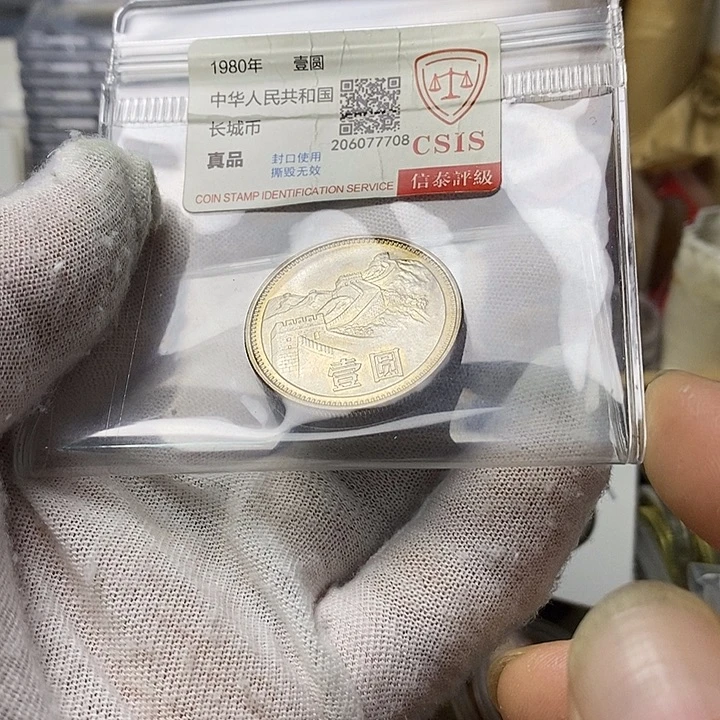 1980年 壹圆
中华人民共和国
长城币
206077708
真品
封口使用
撕毁无效
CSIS
COIN STAMP IDENTIFICATION SERVICE
信泰評級
壹圆